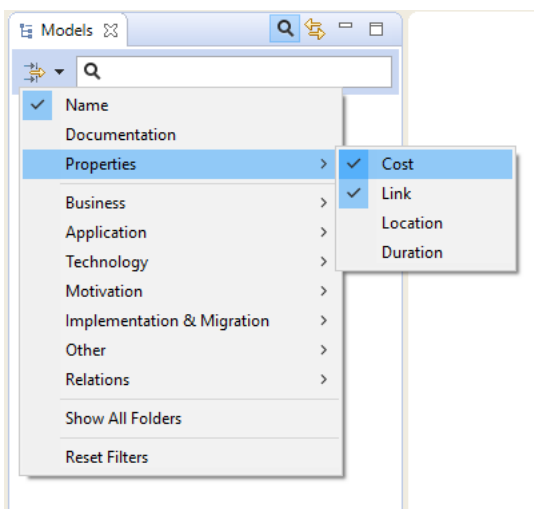 Models
Name
Documentation
Properties
Cost
Link
Location
Duration
Business
Application
Technology
Motivation
Implementation & Migration
Other
Relations
Show All Folders
Reset Filters